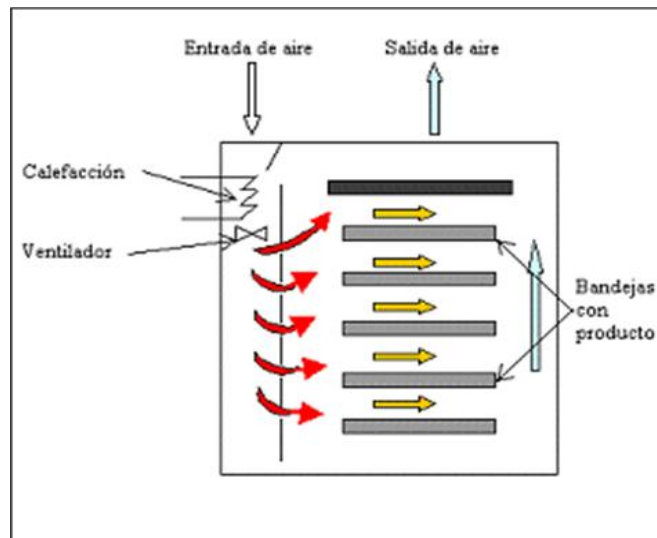 Entrada de aire
Salida de aire
Calefacción
Ventilador
Bandejas
con
producto